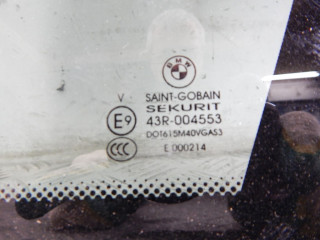 BMW
V SAINT-GOBAIN
SEKURIT
E9 43R-004553
DOT615M40VGAS3
CCC E 000214